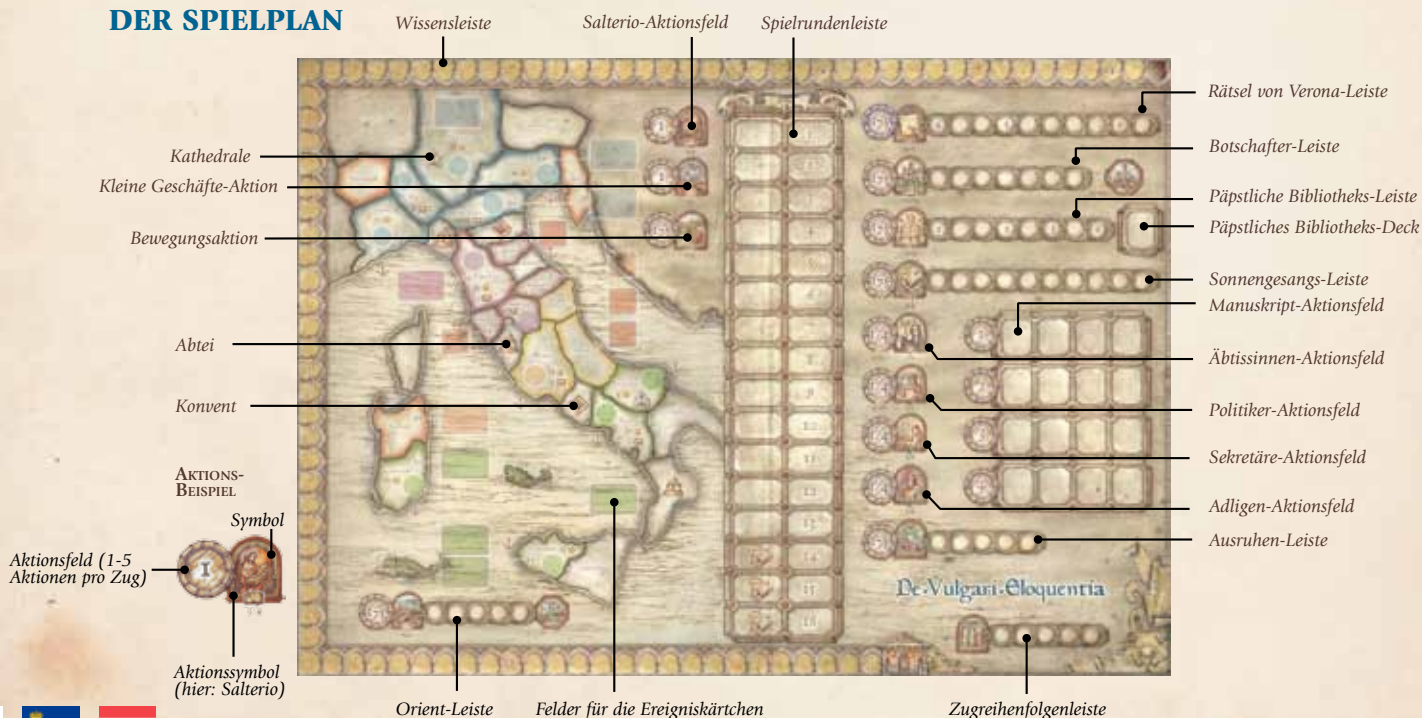 DER SPIELPLAN
Wissensleiste
Salterio-Aktionsfeld
Spielrundenleiste
Rätsel von Verona-Leiste
Botschafter-Leiste
Kathedrale
Kleine Geschäfte-Aktion
Päpstliche Bibliotheks-Leiste
Päpstliches Bibliotheks-Deck
Bewegungsaktion
Sonnengesangs-Leiste
Manuskript-Aktionsfeld
Abtei
Äbtissinnen-Aktionsfeld
Konvent
Politiker-Aktionsfeld
Sekretäre-Aktionsfeld
AKTIONS-
BEISPIEL
Adligen-Aktionsfeld
Symbol
Ausruhen-Leiste
Aktionsfeld (1-5
Aktionen pro Zug)
I
De Vulgari Eloquentia
Aktionssymbol
(hier: Salterio)
Orient-Leiste
Felder für die Ereigniskärtchen
Zugreihenfolgenleiste